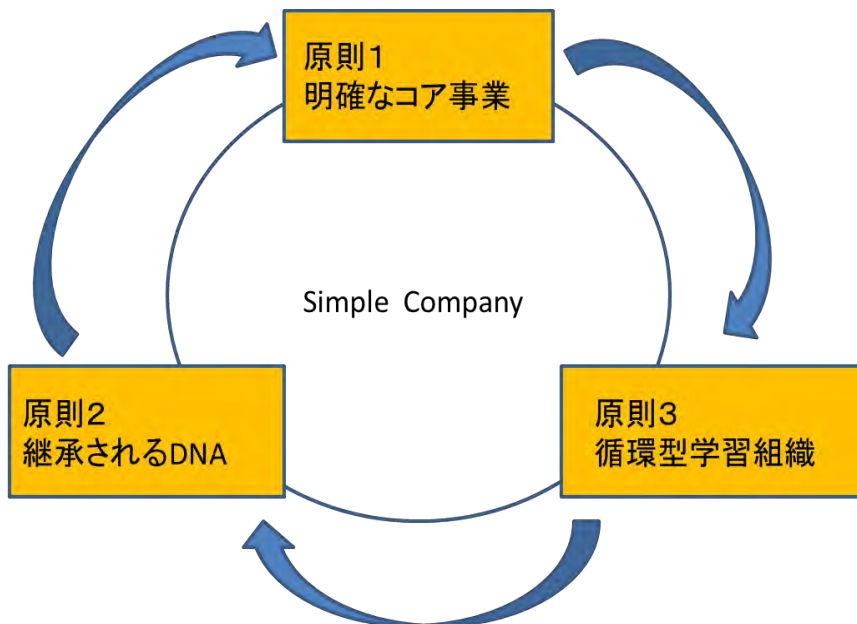 原則１
明確なコア事業
Simple Company
原則２
継承されるDNA
原則３
循環型学習組織